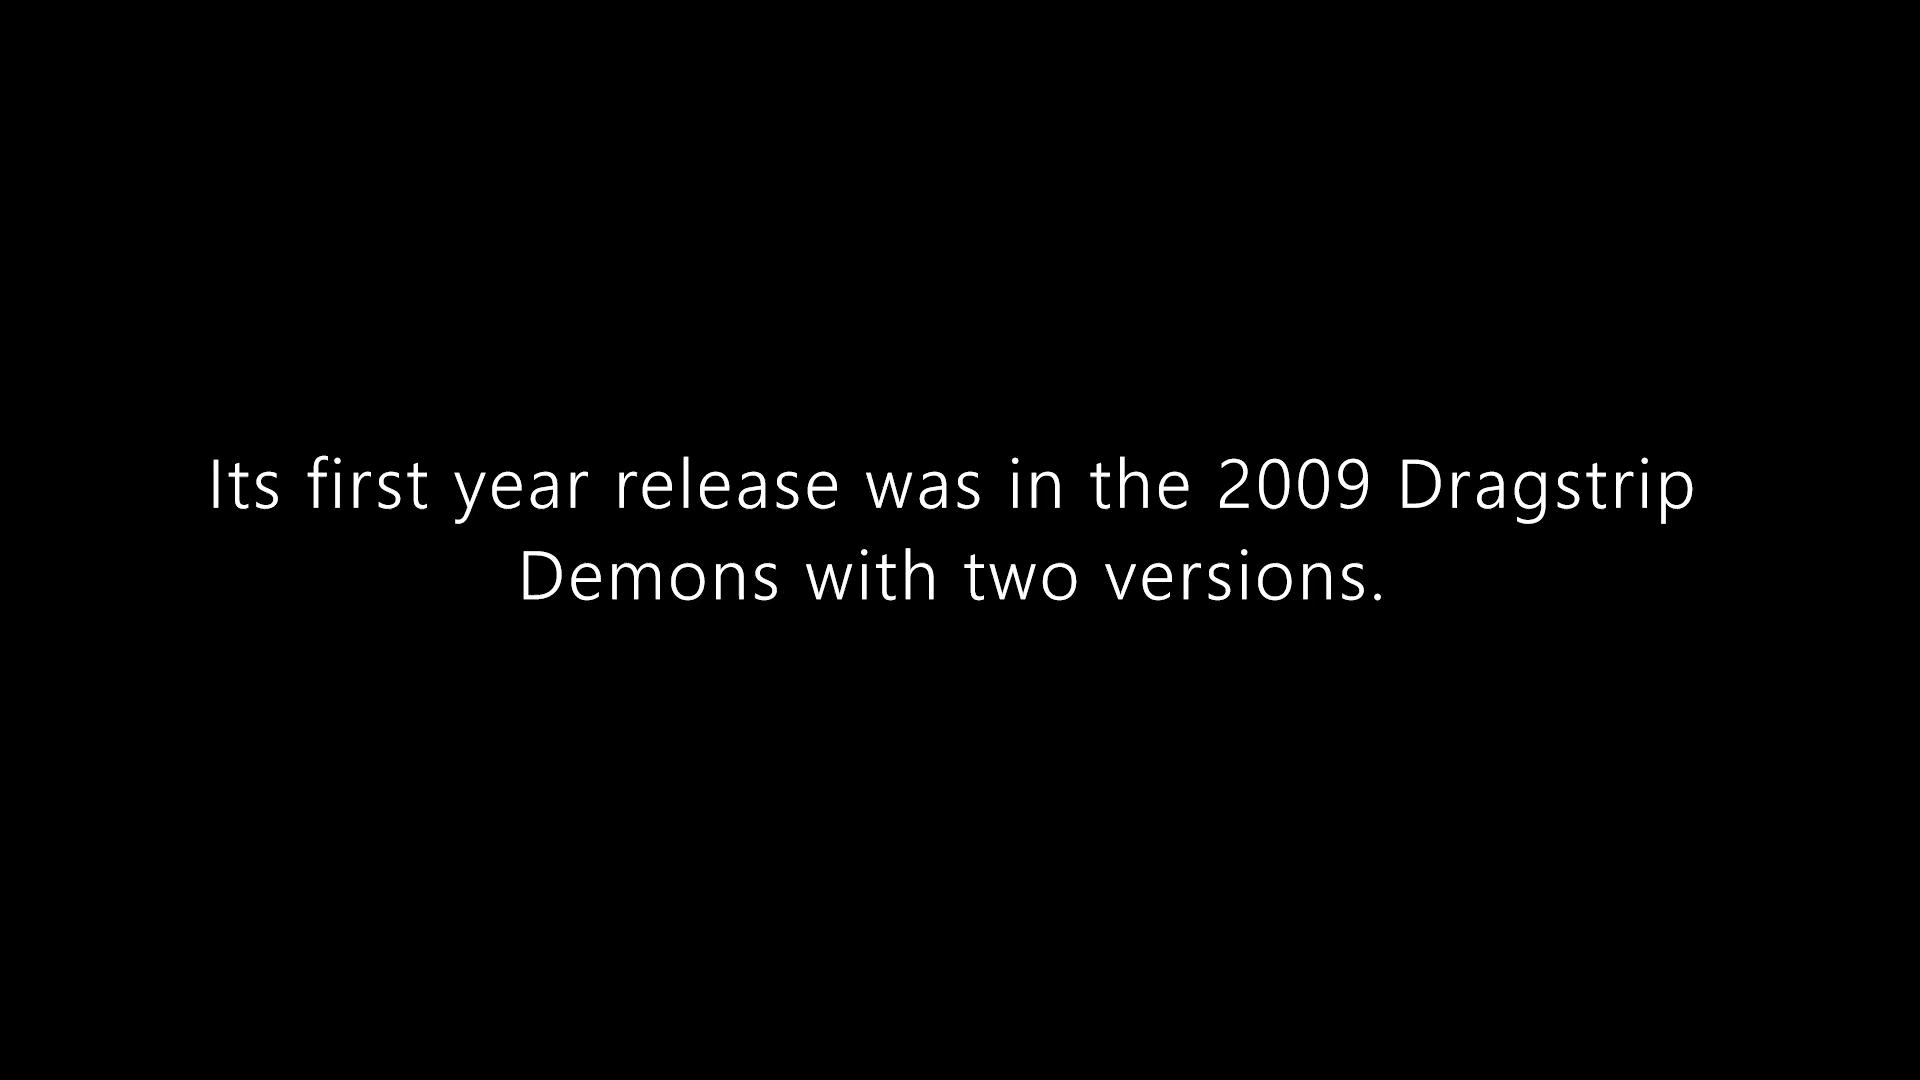 Its first year release was in the 2009 Dragstrip
Demons with two versions.